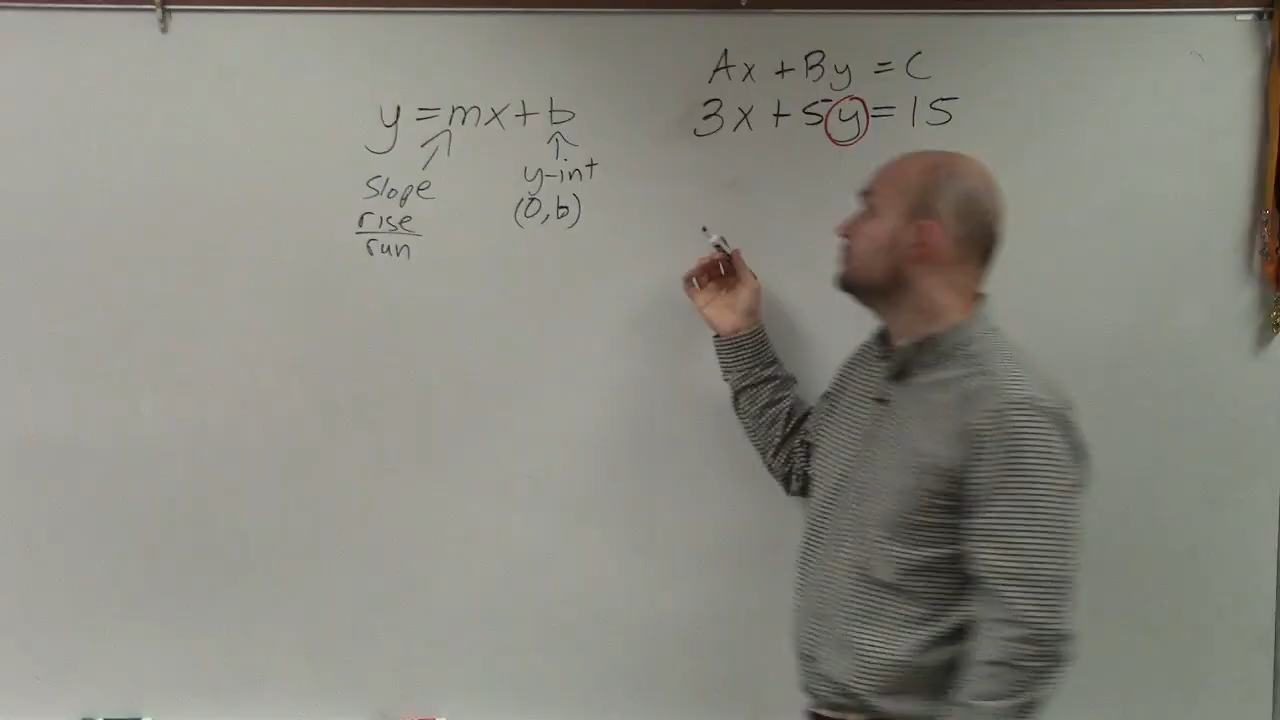 y = mx + b
slope
rise
run
y-int
(0, b)
Ax + By = C
3x + 5y = 15